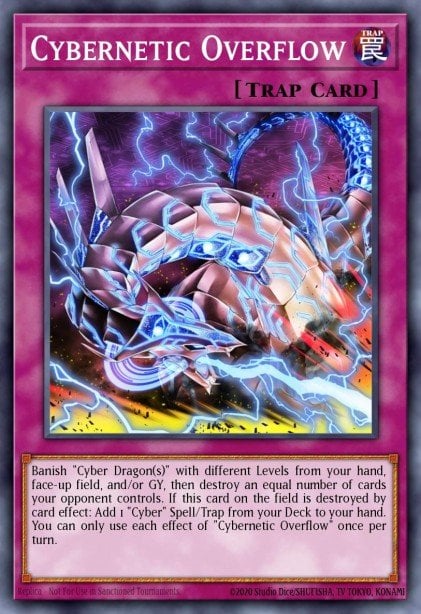 CYBERNETIC OVERFLOW
TRAP
罠
[TRAP CARD]
Banish "Cyber Dragon(s)" with different Levels from your hand,
face-up field, and/or GY, then destroy an equal number of cards
your opponent controls. If this card on the field is destroyed by
card effect: Add 1 "Cyber" Spell/Trap from your Deck to your hand.
You can only use each effect of "Cybernetic Overflow" once per
turn.
Replica - Not For Use in Sanctioned Tournaments
©2020 Studio Dice/SHUEISHA, TV TOKYO, KONAMI